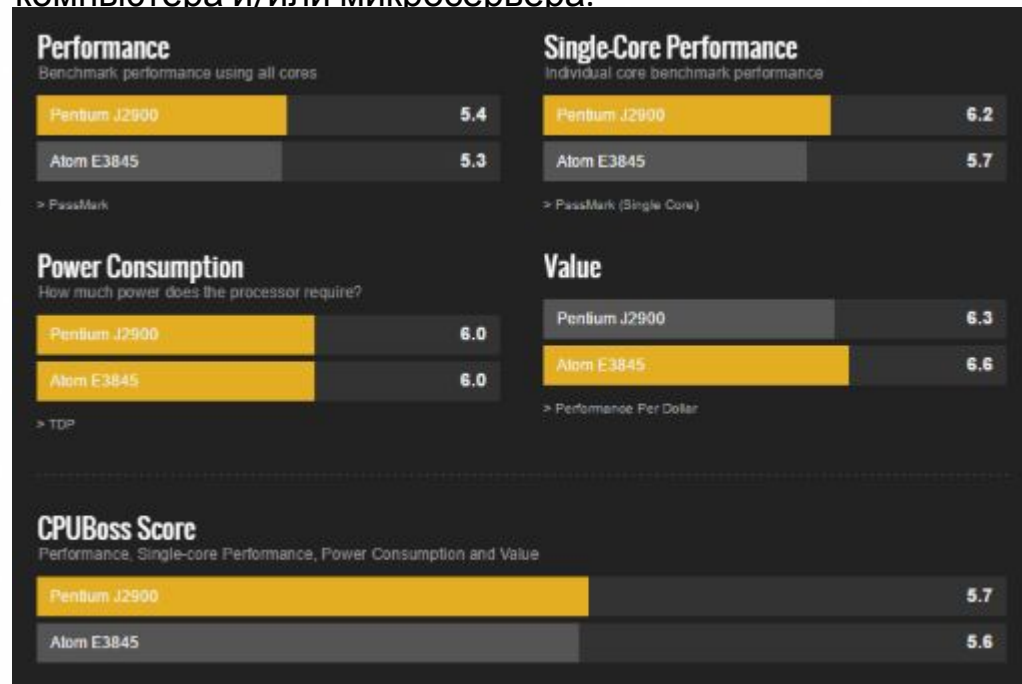 компьютера и/или микросервера.
Performance
Benchmark performance using all cores
Pentium J2900 5.4
Atom E3845 5.3
> PassMark
Single-Core Performance
Individual core benchmark performance
Pentium J2900 6.2
Atom E3845 5.7
> PassMark (Single Core)
Power Consumption
How much power does the processor require?
Pentium J2900 6.0
Atom E3845 6.0
> TDP
Value
Pentium J2900 6.3
Atom E3845 6.6
> Performance Per Dollar
CPUBoss Score
Performance, Single-core Performance, Power Consumption and Value
Pentium J2900 5.7
Atom E3845 5.6